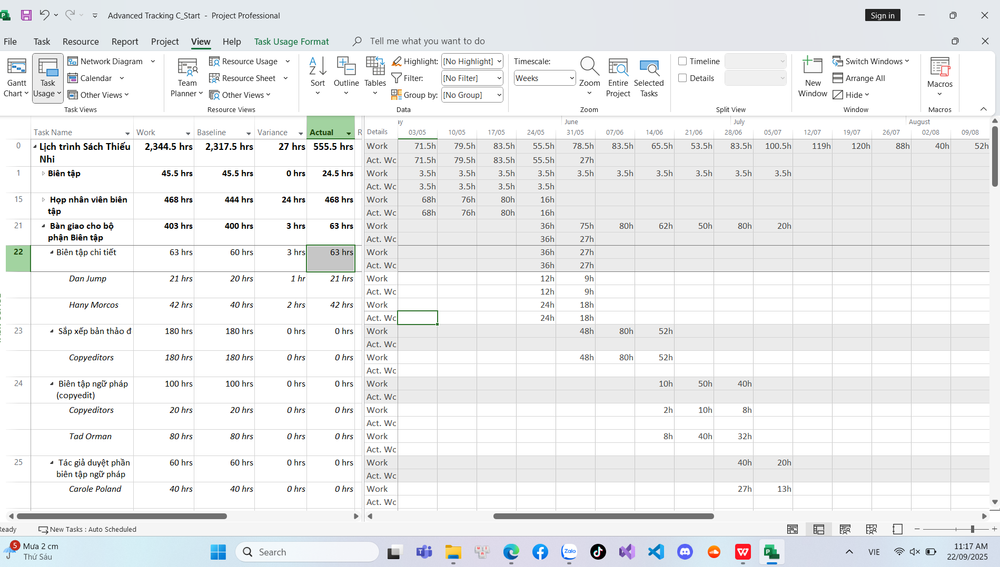 Advanced Tracking C_Start - Project Professional
Sign in
File Task Resource Report Project View Help Task Usage Format Tell me what you want to do
Gantt Chart
Task Usage
Network Diagram
Calendar
Other Views
Task Views
Team Planner
Resource Usage
Resource Sheet
Other Views
Resource Views
Sort
Outline
Tables
Highlight: [No Highlight]
Filter: [No Filter]
Group by: [No Group]
Data
Timescale:
Weeks
Zoom
Entire Project
Selected Tasks
Zoom
Timeline
Details
Split View
New Window
Switch Windows
Arrange All
Hide
Window
Macros
Macros
ay June July August
Task Name Work Baseline Variance Actual R Details 03/05 10/05 17/05 24/05 31/05 07/06 14/06 21/06 28/06 05/07 12/07 19/07 26/07 02/08 09/08
0 Lịch trình Sách Thiếu Nhi 2,344.5 hrs 2,317.5 hrs 27 hrs 555.5 hrs Work 71.5h 79.5h 83.5h 55.5h 78.5h 83.5h 65.5h 53.5h 83.5h 100.5h 119h 120h 88h 40h 52h
Act. Wc 71.5h 79.5h 83.5h 55.5h 27h
1 Biên tập 45.5 hrs 45.5 hrs 0 hrs 24.5 hrs Work 3.5h 3.5h 3.5h 3.5h 3.5h 3.5h 3.5h 3.5h 3.5h 3.5h
Act. Wc 3.5h 3.5h 3.5h 3.5h
15 Họp nhân viên biên tập 468 hrs 444 hrs 24 hrs 468 hrs Work 68h 76h 80h 16h
Act. Wc 68h 76h 80h 16h
21 Bàn giao cho bộ phận Biên tập 403 hrs 400 hrs 3 hrs 63 hrs Work 36h 75h 80h 62h 50h 80h 20h
Act. Wc 36h 27h
22 Biên tập chi tiết 63 hrs 60 hrs 3 hrs 63 hrs Work 36h 27h
Act. Wc 36h 27h
Dan Jump 21 hrs 20 hrs 1 hr 21 hrs Work 12h 9h
Act. Wc 12h 9h
Hany Morcos 42 hrs 40 hrs 2 hrs 42 hrs Work 24h 18h
Act. Wc 24h 18h
23 Sắp xếp bản thảo đ 180 hrs 180 hrs 0 hrs 0 hrs Work 48h 80h 52h
Act. Wc
Copyeditors 180 hrs 180 hrs 0 hrs 0 hrs Work 48h 80h 52h
Act. Wc
24 Biên tập ngữ pháp (copyedit) 100 hrs 100 hrs 0 hrs 0 hrs Work 10h 50h 40h
Act. Wc
Copyeditors 20 hrs 20 hrs 0 hrs 0 hrs Work 2h 10h 8h
Act. Wc
Tad Orman 80 hrs 80 hrs 0 hrs 0 hrs Work 8h 40h 32h
Act. Wc
25 Tác giả duyệt phần biên tập ngữ pháp 60 hrs 60 hrs 0 hrs 0 hrs Work 40h 20h
Act. Wc
Carole Poland 40 hrs 40 hrs 0 hrs 0 hrs Work 27h 13h
Act. Wc
eady New Tasks : Auto Scheduled
5 Mưa 2 cm
Thứ Sáu
Search
Zalo
VIE
11:17 AM
22/09/2025